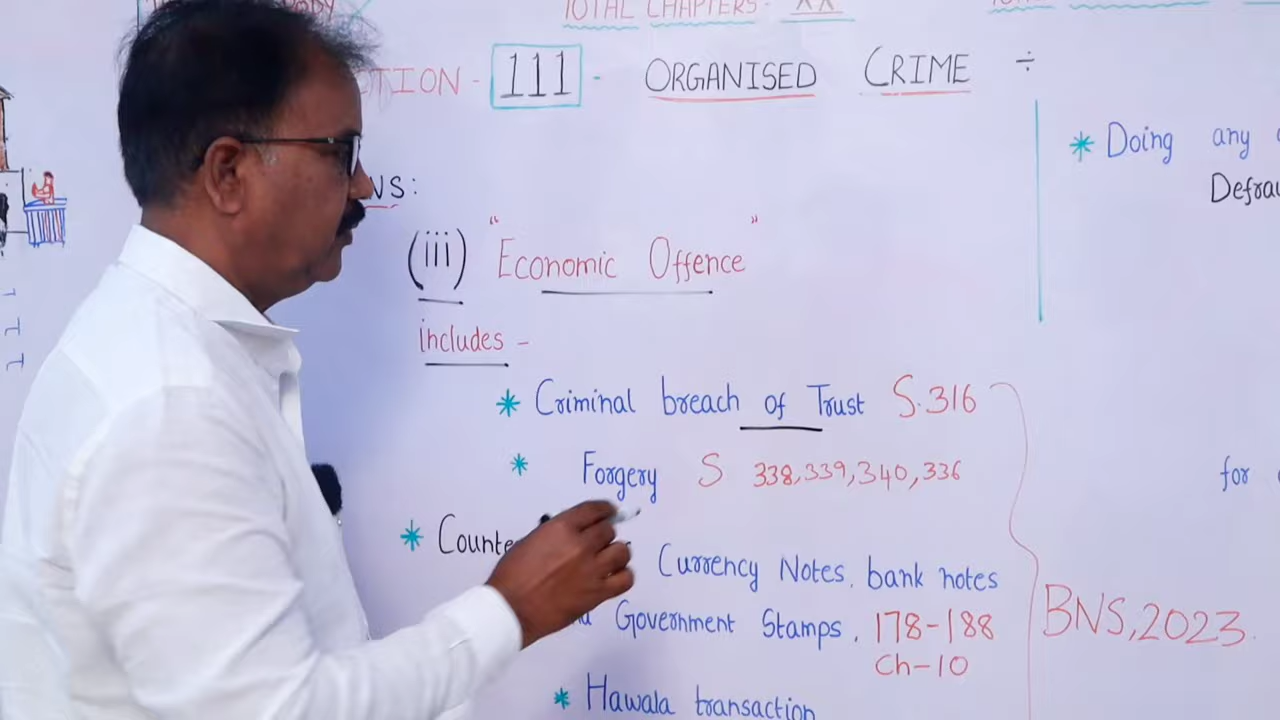 TOTAL CHAPTERS- XX
TION - 111 - ORGANISED CRIME ÷
NS:
(iii) "Economic Offence"
includes -
* Criminal breach of Trust S.316
* Forgery S 338,339,340,336
* Counte
Currency Notes, bank notes
Government Stamps, 178-188
Ch-10
* Hawala transaction
BNS,2023.
* Doing any
Defrau
for